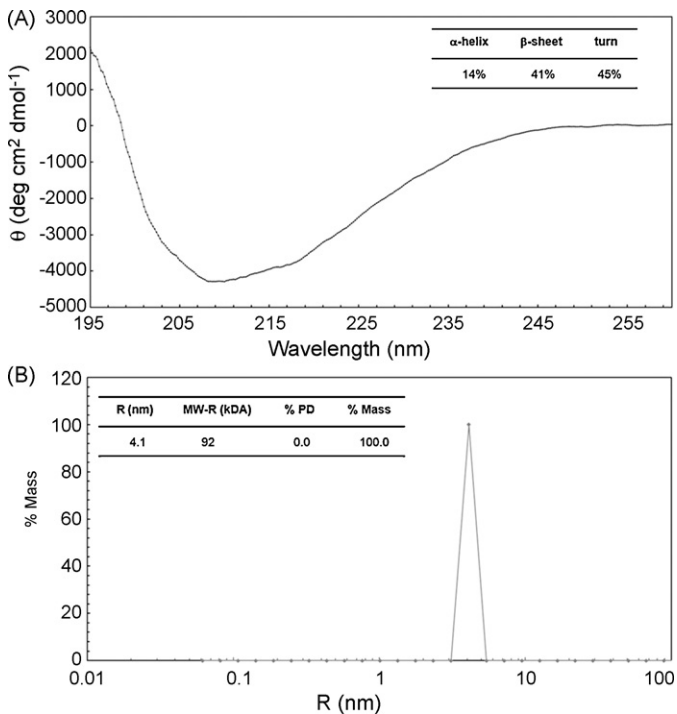 (A)
3000
2000
1000
0
-1000
-2000
-3000
-4000
-5000
θ (deg cm² dmol⁻¹)
α-helix β-sheet turn
14% 41% 45%
195 205 215 225 235 245 255
Wavelength (nm)
(B)
120
100
80
60
40
20
0
% Mass
R (nm) MW-R (kDA) % PD % Mass
4.1 92 0.0 100.0
0.01 0.1 1 10 100
R (nm)